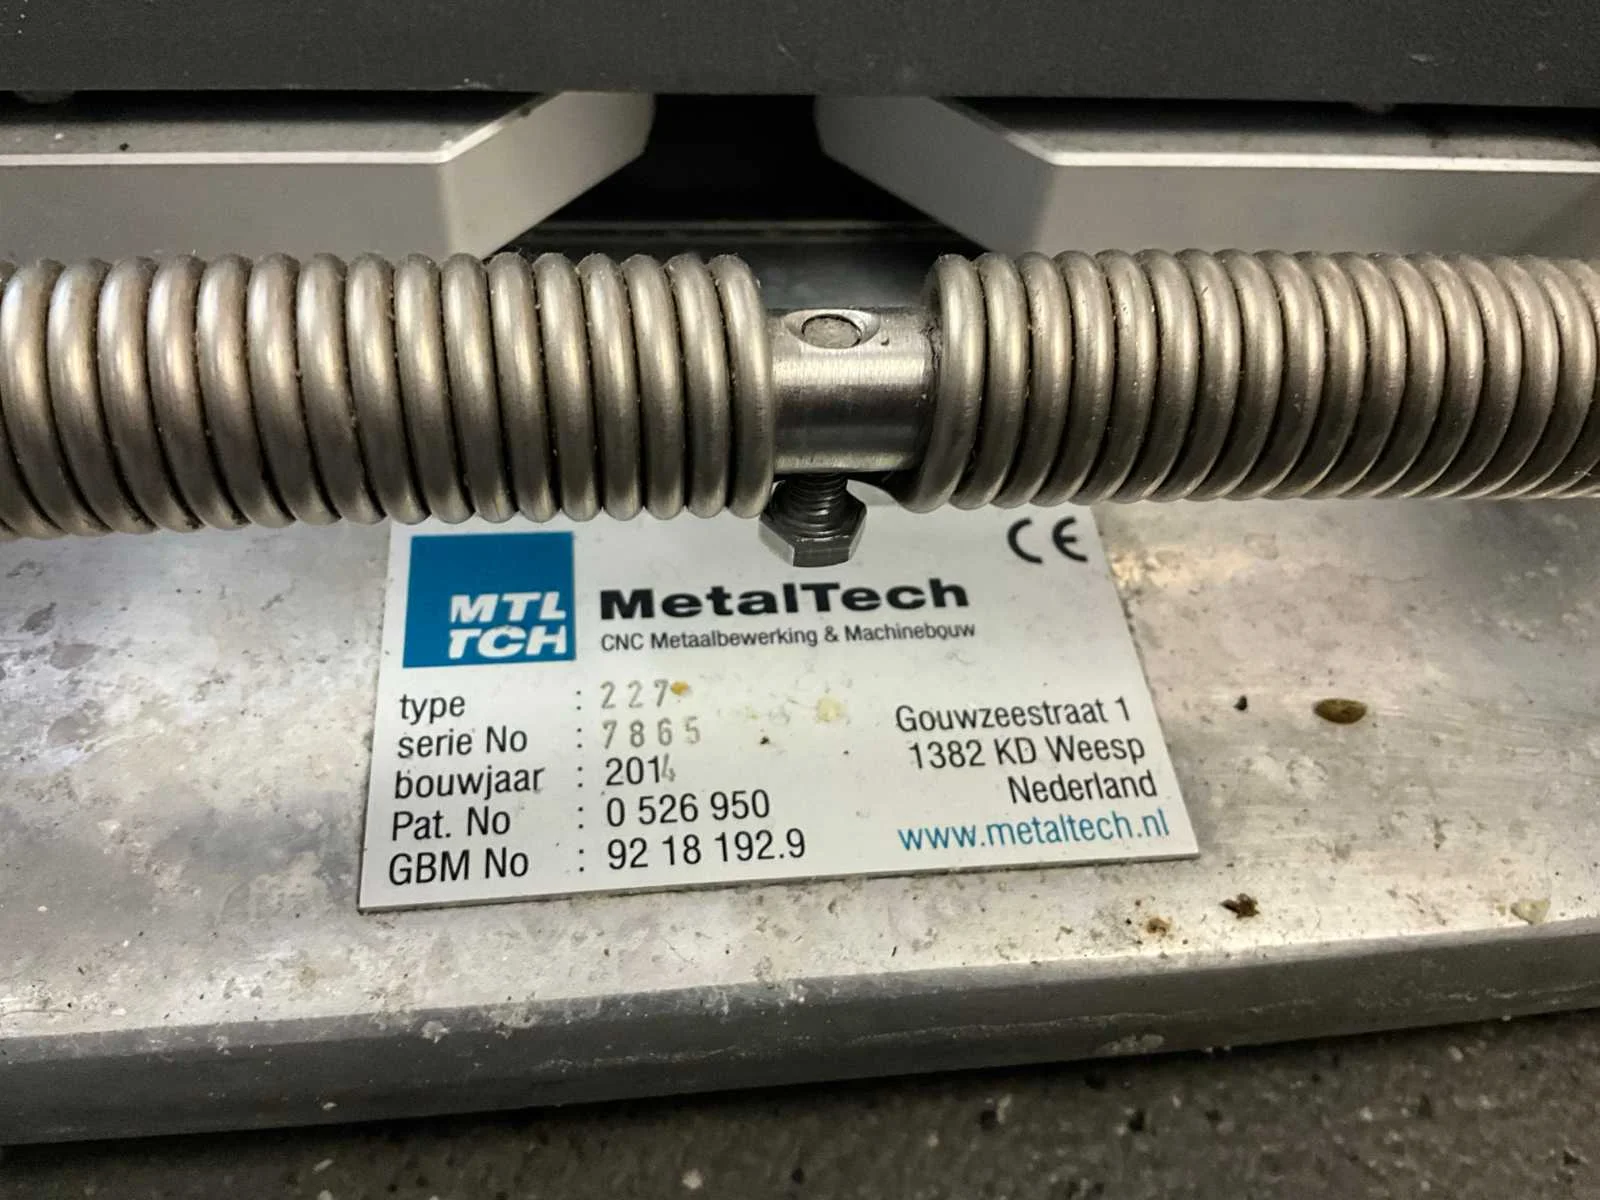 CE
MTL
TCH
MetalTech
CNC Metaalbewerking & Machinebouw
type : 227
serie No : 7865
bouwjaar : 2014
Pat. No : 0 526 950
GBM No : 92 18 192.9
Gouwzeestraat 1
1382 KD Weesp
Nederland
www.metaltech.nl